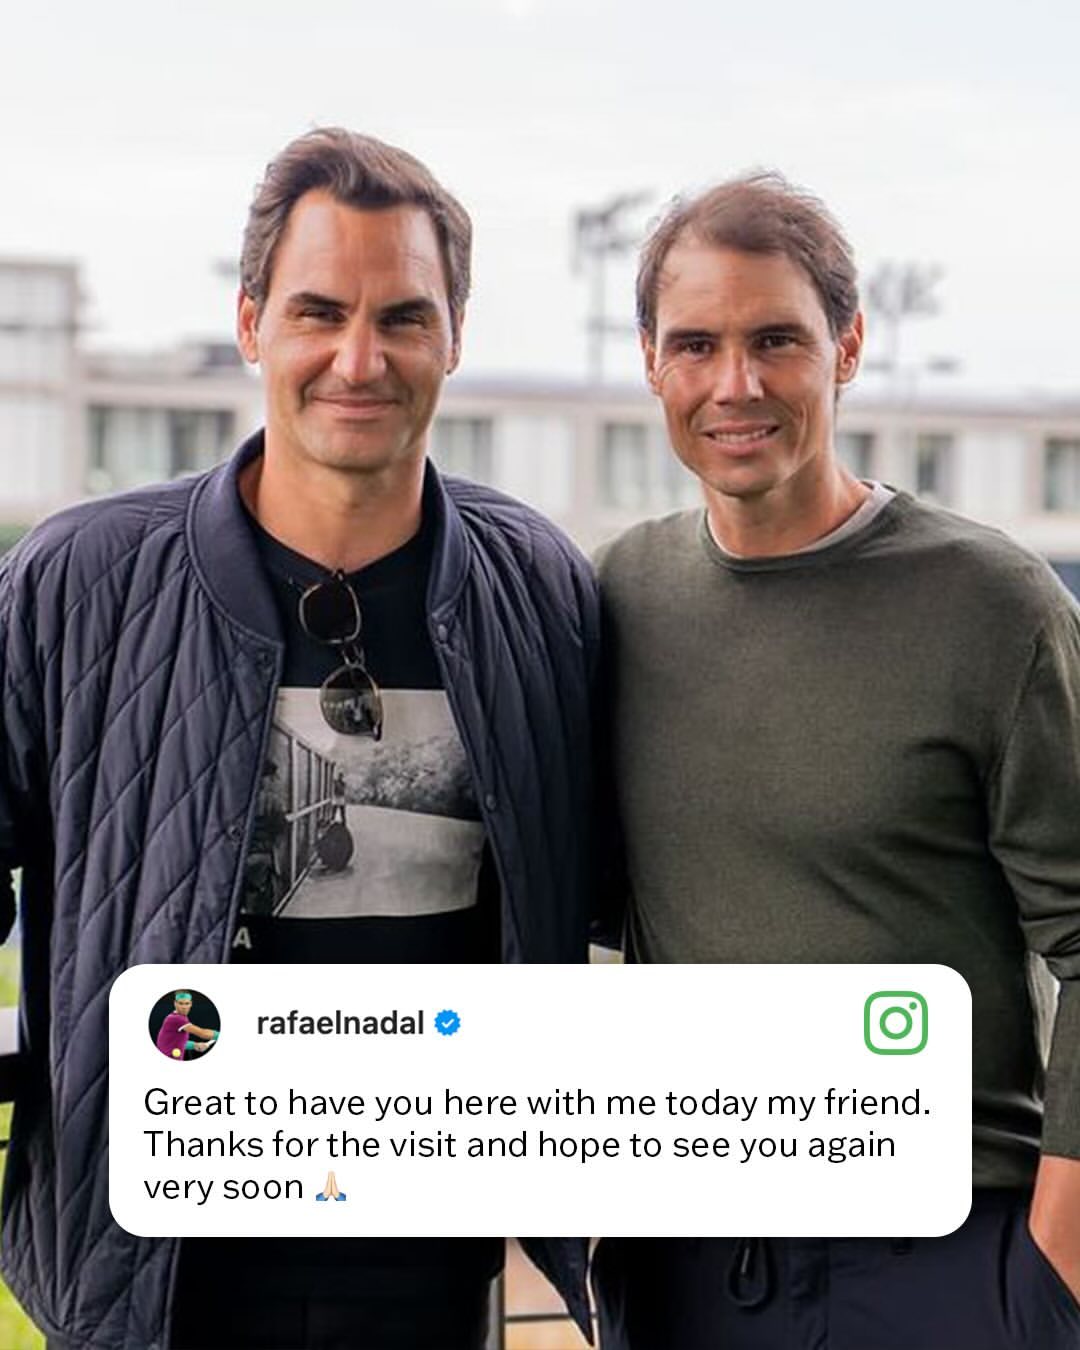 A
rafaelnadal
Great to have you here with me today my friend.
Thanks for the visit and hope to see you again
very soon 🙏🏻